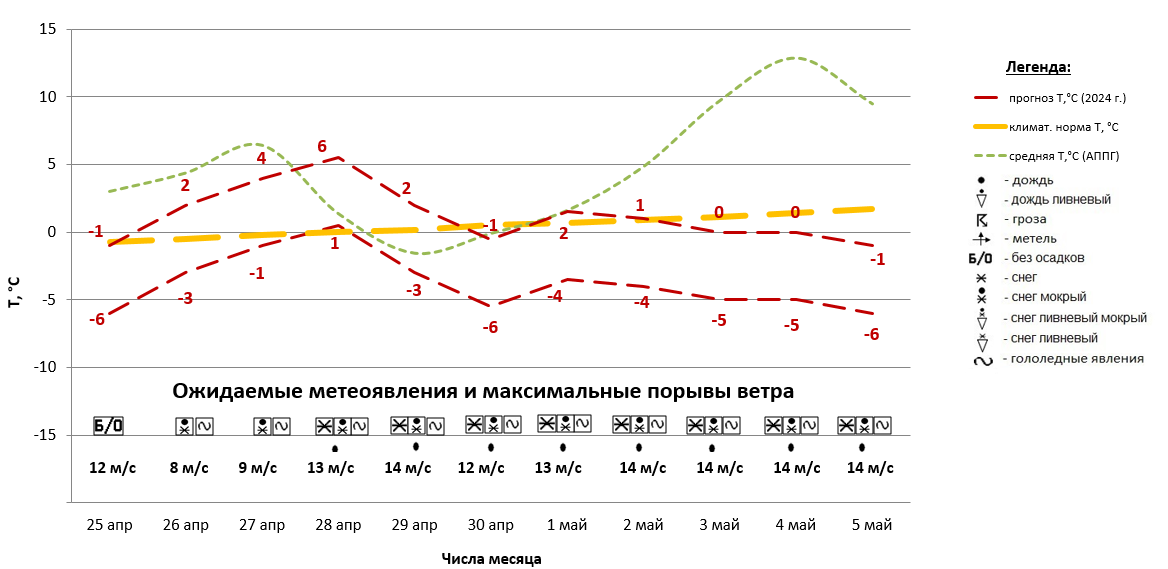 15
10
5
0
-5
-10
-15
Т, °С
-1 2 4 6 2 -1 2 1 0 0 -1
-6 -3 -1 1 -3 -6 -4 -4 -5 -5 -6
Ожидаемые метеоявления и максимальные порывы ветра
Б/О
12 м/с 8 м/с 9 м/с 13 м/с 14 м/с 12 м/с 13 м/с 14 м/с 14 м/с 14 м/с 14 м/с
25 апр 26 апр 27 апр 28 апр 29 апр 30 апр 1 май 2 май 3 май 4 май 5 май
Числа месяца
Легенда:
прогноз Т,°С (2024 г.)
климат. норма Т, °С
средняя Т,°С (АППГ)
- дождь
- дождь ливневый
- гроза
- метель
Б/О - без осадков
- снег
- снег мокрый
- снег ливневый мокрый
- снег ливневый
- гололедные явления